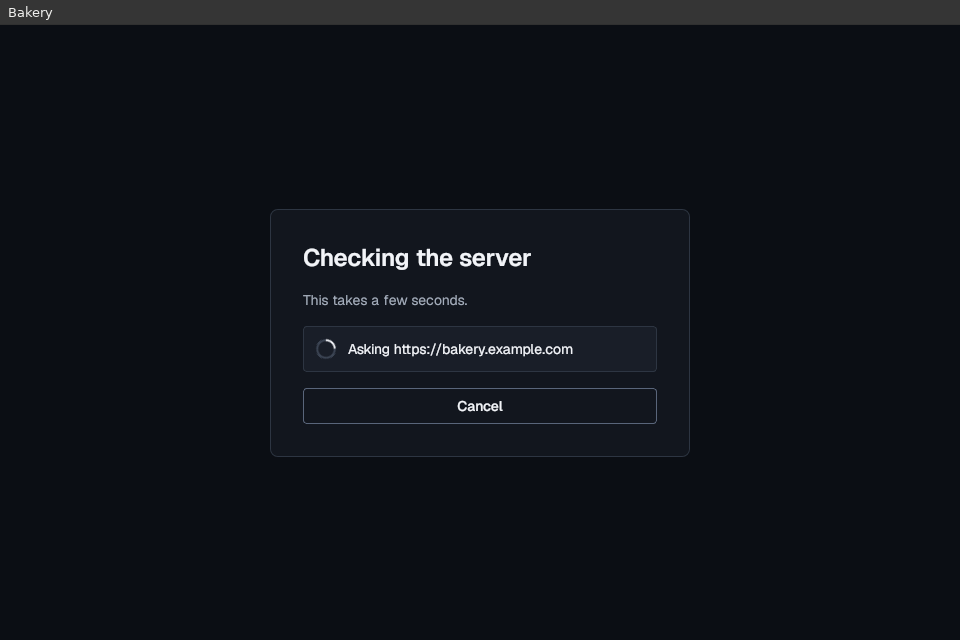 Bakery
Checking the server
This takes a few seconds.
Asking https://bakery.example.com
Cancel